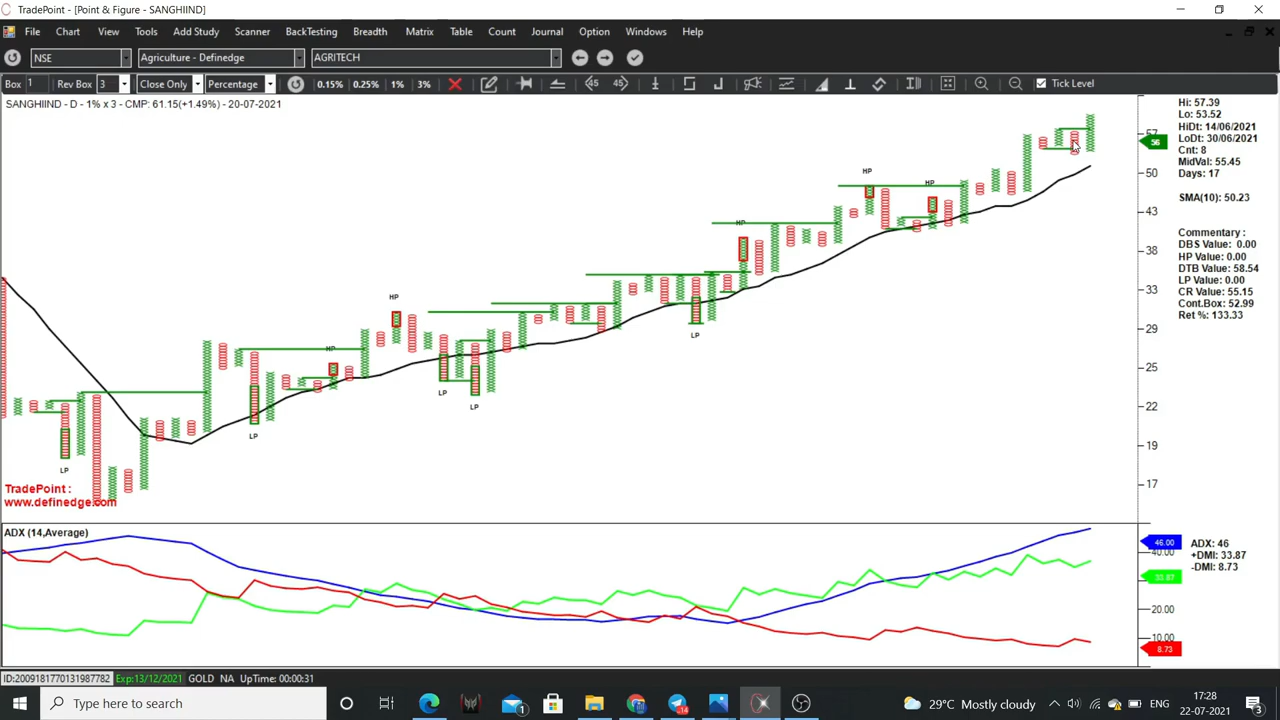 TradePoint - [Point & Figure - SANGHIIND]
File Chart View Tools Add Study Scanner BackTesting Breadth Matrix Table Count Journal Option Windows Help
NSE Agriculture - Definedge AGRITECH
Box 1 Rev Box 3 Close Only Percentage 0.15% 0.25% 1% 3% Tick Level
SANGHIIND - D - 1% x 3 - CMP: 61.15(+1.49%) - 20-07-2021
Hi: 57.39
Lo: 53.52
HiDt: 14/06/2021
LoDt: 30/06/2021
Cnt: 8
MidVal: 55.45
Days: 17
SMA(10): 50.23
Commentary :
DBS Value: 0.00
HP Value: 0.00
DTB Value: 58.54
LP Value: 0.00
CR Value: 55.15
Cont.Box: 52.99
Ret %: 133.33
57
56
50
43
38
33
29
25
22
19
17
HP
HP
HP
HP
HP
LP
LP
LP
LP
LP
TradePoint :
www.definedge.com
ADX (14,Average)
46.00
40.00
33.87
20.00
10.00
8.73
ADX: 46
+DMI: 33.87
-DMI: 8.73
ID:2009181770131987782 Exp:13/12/2021 GOLD NA UpTime: 00:00:31
Type here to search
1
14
29°C Mostly cloudy
ENG
17:28
22-07-2021
3